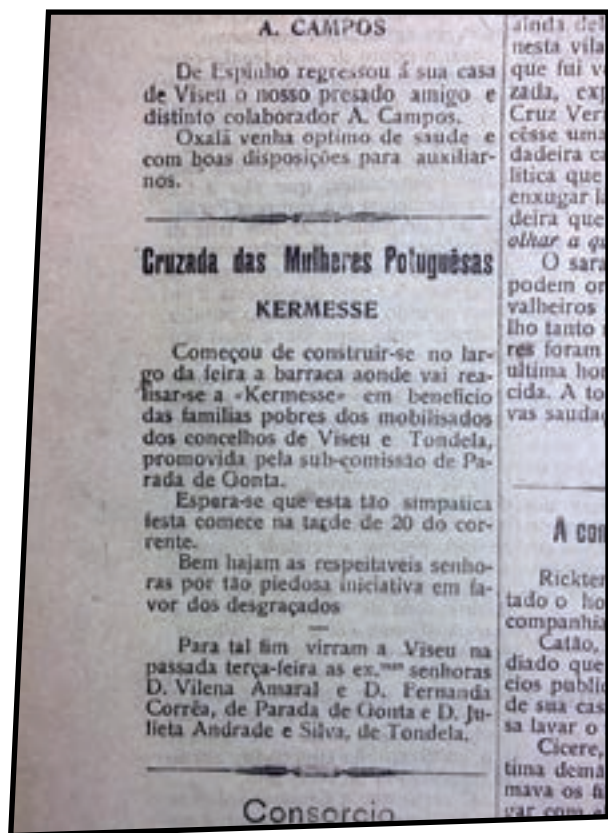 A. CAMPOS
De Espinho regressou á sua casa
de Viseu o nosso presado amigo e
distinto colaborador A. Campos.
Oxalá venha optimo de saude e
com boas disposições para auxiliar-
nos.
Cruzada das Mulheres Potuguêsas
KERMESSE
Começou de construir-se no lar-
go da feira a barraca aonde vai rea-
lisar-se a «Kermesse» em beneficio
das familias pobres dos mobilisados
dos concelhos de Viseu e Tondela,
promovida pela sub-comissão de Pa-
rada de Gonta.
Espera-se que esta tão simpatica
festa comece na tarde de 20 do cor-
rente.
Bem hajam as respeitaveis senho-
ras por tão piedosa iniciativa em fa-
vor dos desgraçados
Para tal fim virram a Viseu na
passada terça-feira as ex.mas senhoras
D. Vilena Amaral e D. Fernanda
Corrêa, de Parada de Gonta e D. Ju-
lieta Andrade e Silva, de Tondela.
Consorcio
ainda
nesta vila
que fui
Cruz
cêsse uma
dadeira
litica que
enxugar
deira que
olhar a
O
podem
valheiros
lho tanto
res foram
ultima
cida. A
vas
A
tado o
companhia
Catão,
diado que
cios
de sua
sa lavar o
Cicere,
tima
mava os
gar com